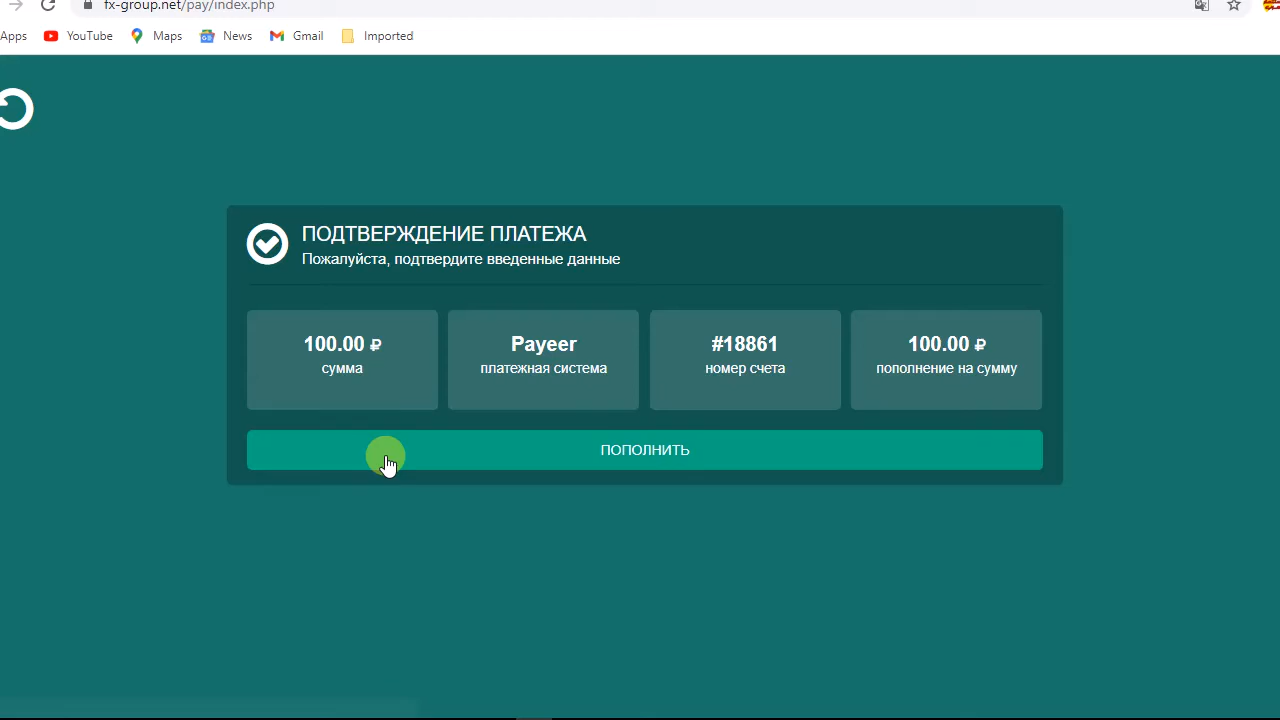 fx-group.net/pay/index.php
Apps YouTube Maps News Gmail Imported
ПОДТВЕРЖДЕНИЕ ПЛАТЕЖА
Пожалуйста, подтвердите введенные данные
100.00 ₽
сумма
Payeer
платежная система
#18861
номер счета
100.00 ₽
пополнение на сумму
ПОПОЛНИТЬ